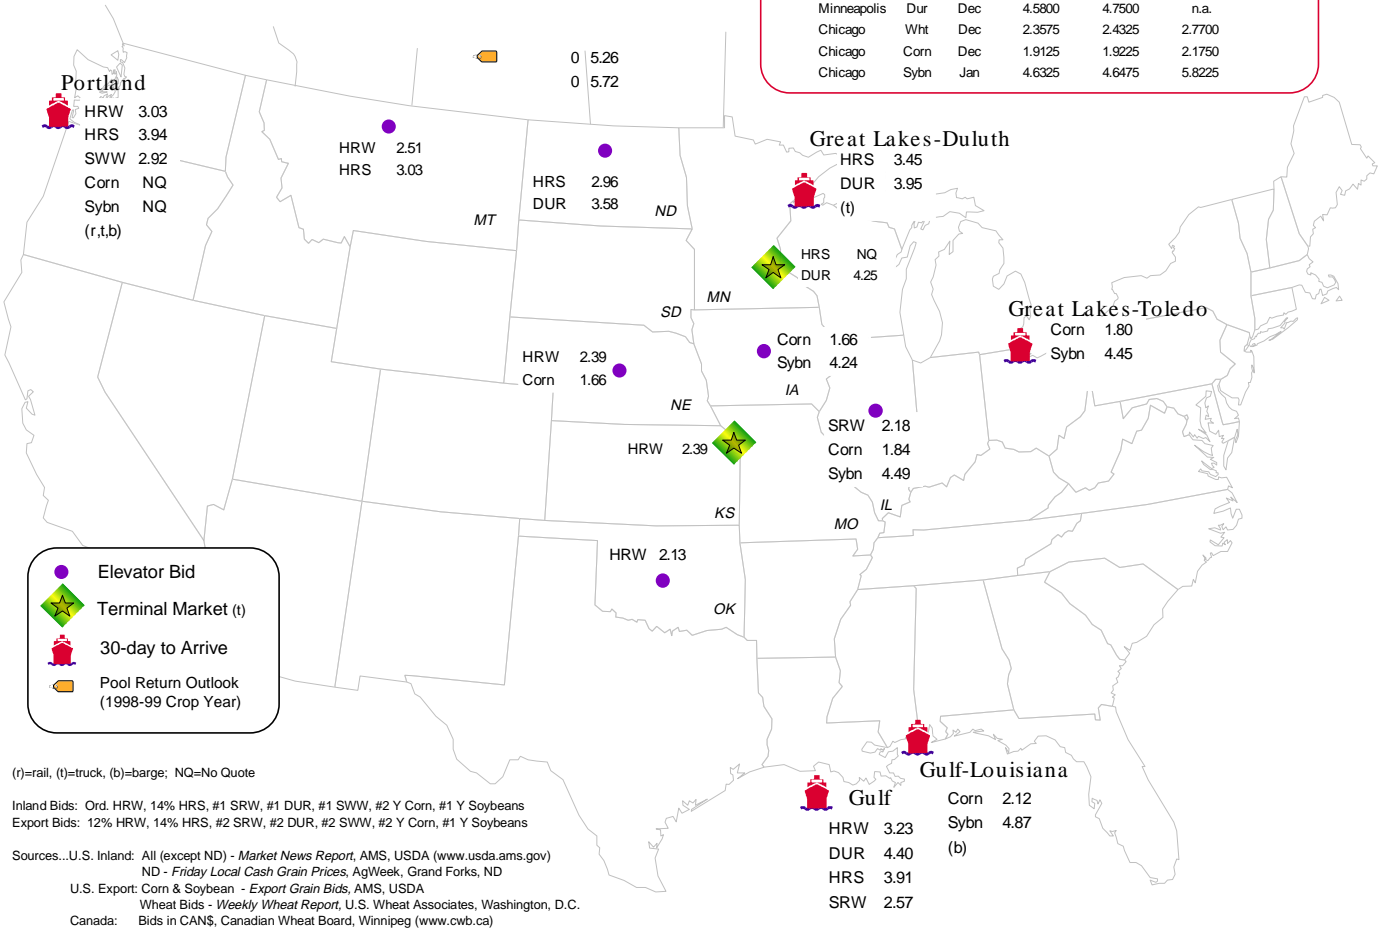 Minneapolis Dur Dec 4.5800 4.7500 n.a.
Chicago Wht Dec 2.3575 2.4325 2.7700
Chicago Corn Dec 1.9125 1.9225 2.1750
Chicago Sybn Jan 4.6325 4.6475 5.8225
0 5.26
0 5.72
Portland
HRW 3.03
HRS 3.94
SWW 2.92
Corn NQ
Sybn NQ
(r,t,b)
HRW 2.51
HRS 3.03
MT
HRS 2.96
DUR 3.58
ND
Great Lakes-Duluth
HRS 3.45
DUR 3.95
(t)
HRS NQ
DUR 4.25
MN
SD
Great Lakes-Toledo
Corn 1.80
Sybn 4.45
HRW 2.39
Corn 1.66
NE
Corn 1.66
Sybn 4.24
IA
HRW 2.39
KS
SRW 2.18
Corn 1.84
Sybn 4.49
IL
MO
HRW 2.13
OK
Elevator Bid
Terminal Market (t)
30-day to Arrive
Pool Return Outlook
(1998-99 Crop Year)
Gulf-Louisiana
Corn 2.12
Sybn 4.87
(b)
Gulf
HRW 3.23
DUR 4.40
HRS 3.91
SRW 2.57
(r)=rail, (t)=truck, (b)=barge; NQ=No Quote
Inland Bids: Ord. HRW, 14% HRS, #1 SRW, #1 DUR, #1 SWW, #2 Y Corn, #1 Y Soybeans
Export Bids: 12% HRW, 14% HRS, #2 SRW, #2 DUR, #2 SWW, #2 Y Corn, #1 Y Soybeans
Sources...U.S. Inland: All (except ND) - Market News Report, AMS, USDA (www.usda.ams.gov)
ND - Friday Local Cash Grain Prices, AgWeek, Grand Forks, ND
U.S. Export: Corn & Soybean - Export Grain Bids, AMS, USDA
Wheat Bids - Weekly Wheat Report, U.S. Wheat Associates, Washington, D.C.
Canada: Bids in CAN$, Canadian Wheat Board, Winnipeg (www.cwb.ca)